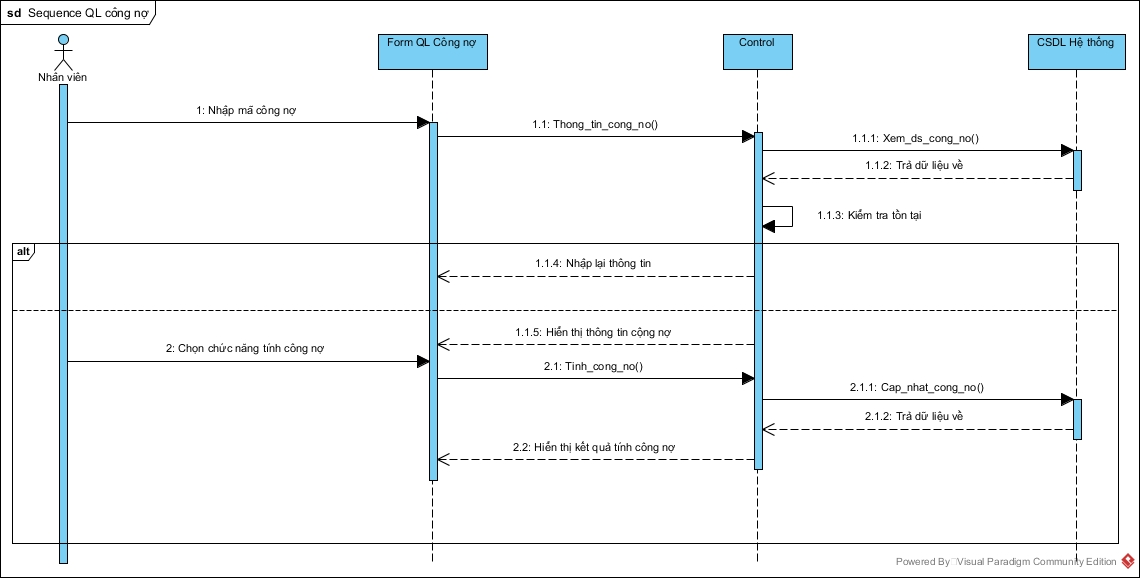 sd Sequence QL công nợ
Nhân viên
Form QL Công nợ
Control
CSDL Hệ thống
1: Nhập mã công nợ
1.1: Thong_tin_cong_no()
1.1.1: Xem_ds_cong_no()
1.1.2: Trả dữ liệu về
1.1.3: Kiểm tra tồn tại
alt
1.1.4: Nhập lại thông tin
1.1.5: Hiển thị thông tin cộng nợ
2: Chọn chức năng tính công nợ
2.1: Tinh_cong_no()
2.1.1: Cap_nhat_cong_no()
2.1.2: Trả dữ liệu về
2.2: Hiển thị kết quả tính công nợ
Powered By Visual Paradigm Community Edition